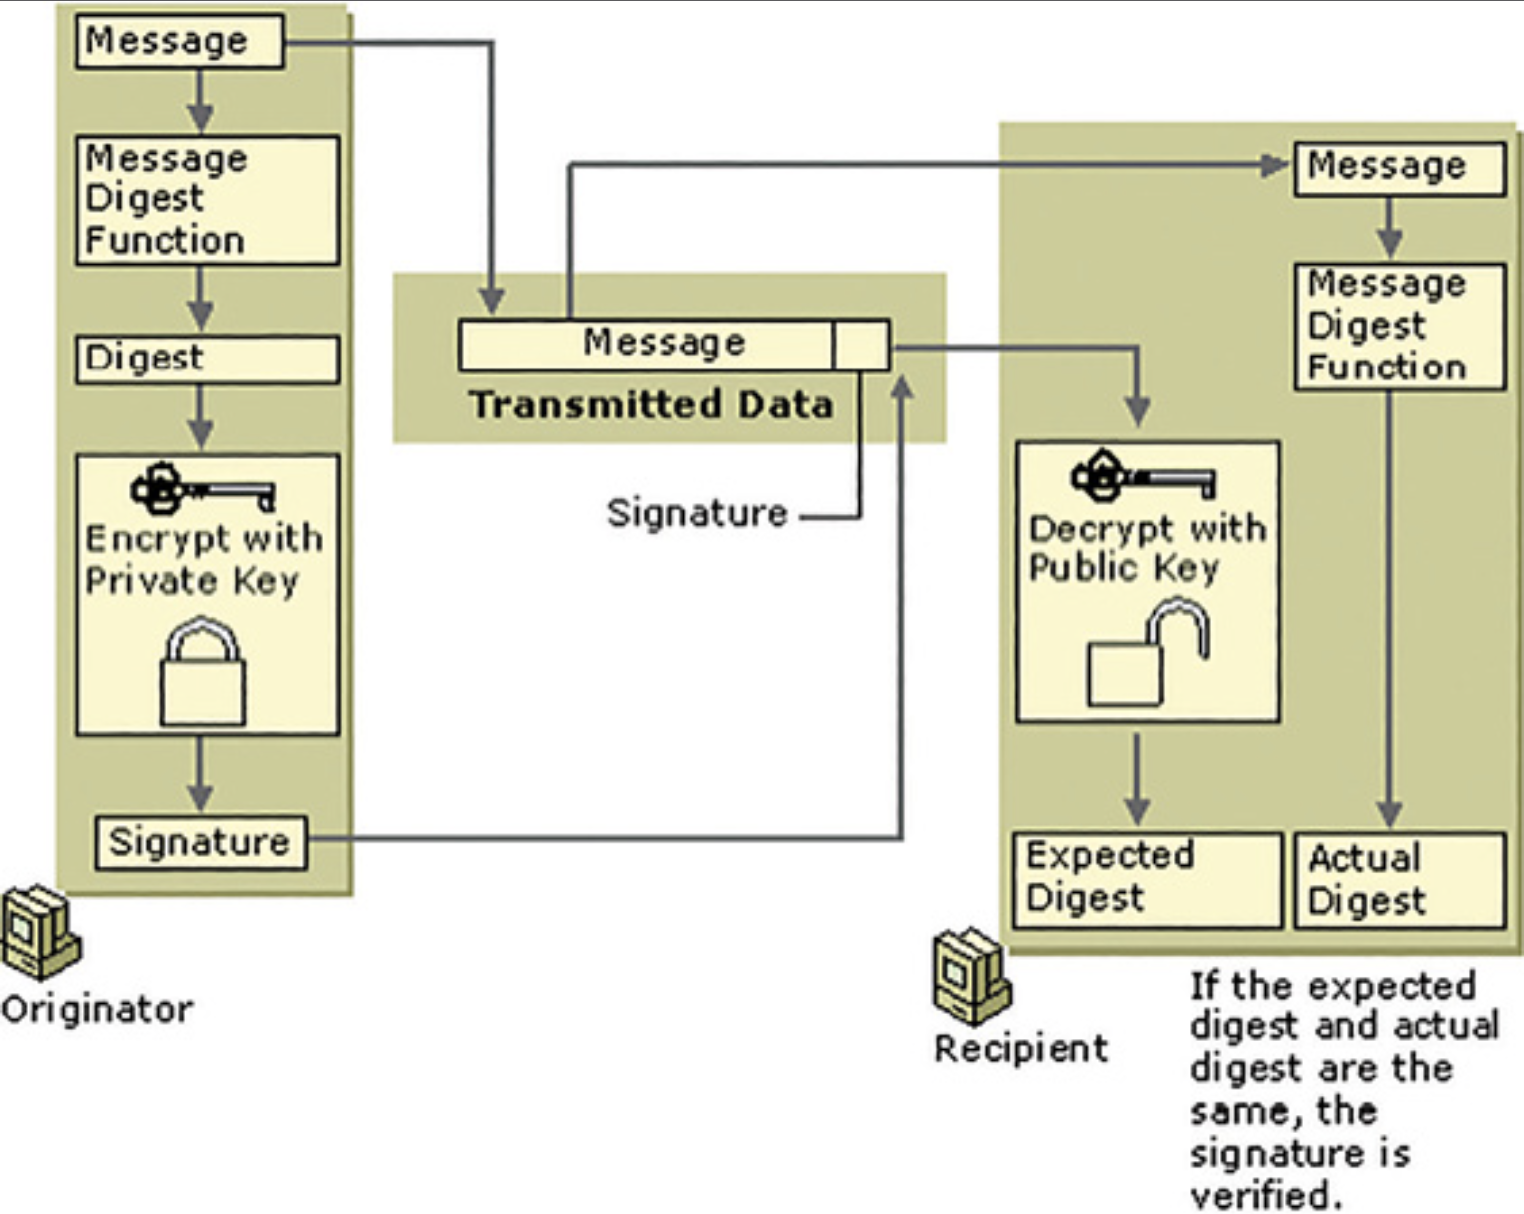 Message
Message
Digest
Function
Digest
Encrypt with
Private Key
Signature
Originator
Message
Transmitted Data
Signature
Message
Message
Digest
Function
Decrypt with
Public Key
Expected
Digest
Actual
Digest
Recipient
If the expected
digest and actual
digest are the
same, the
signature is
verified.